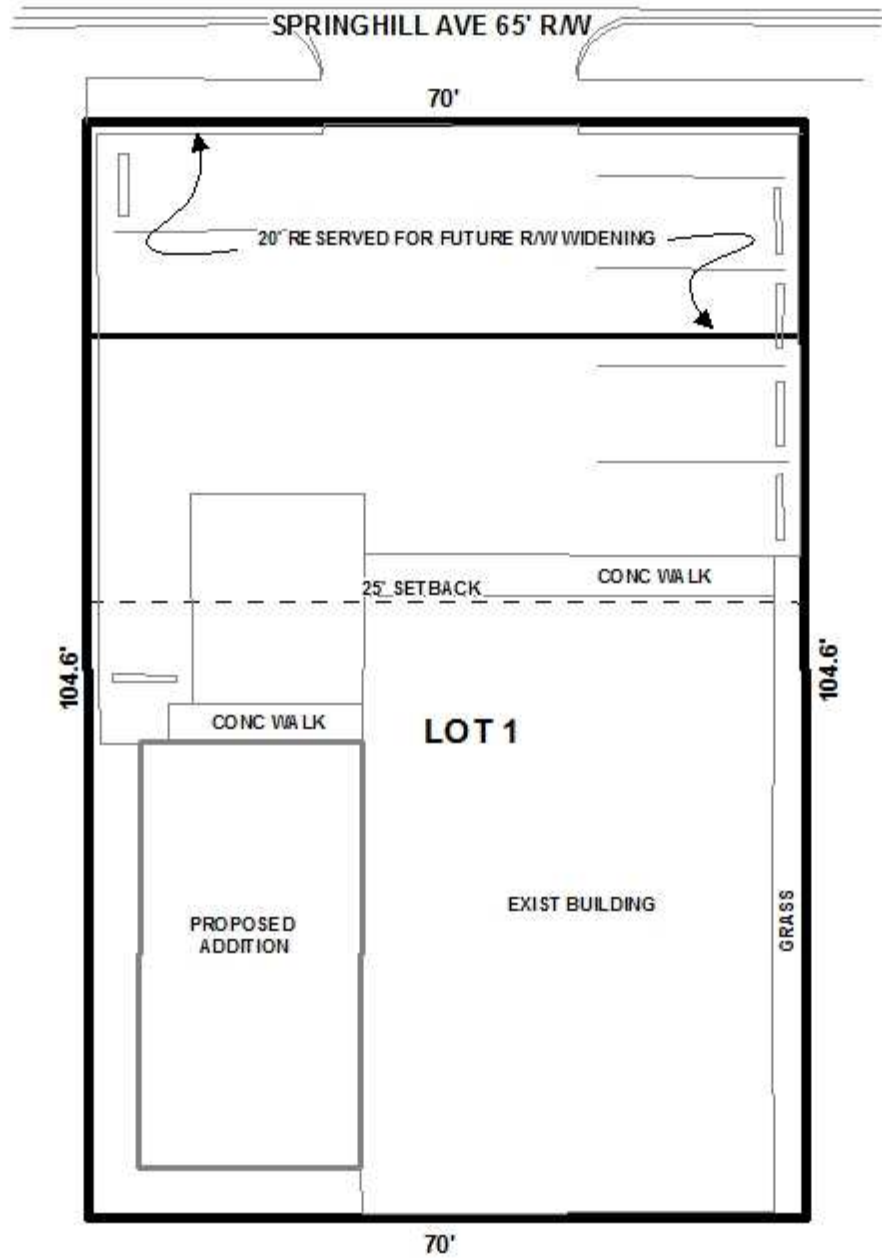 SPRINGHILL AVE 65' R/W
70'
20' RESERVED FOR FUTURE R/W WIDENING
25' SETBACK
CONC WALK
104.6'
104.6'
CONC WALK
LOT 1
PROPOSED
ADDITION
EXIST BUILDING
GRASS
70'